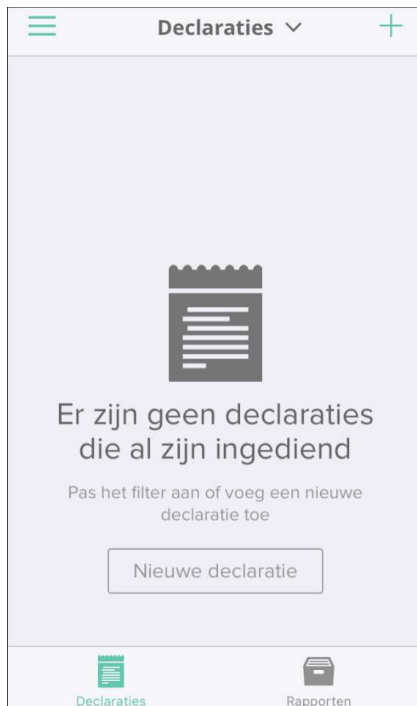 Declaraties
Er zijn geen declaraties
die al zijn ingediend
Pas het filter aan of voeg een nieuwe
declaratie toe
Nieuwe declaratie
Declaraties
Rapporten